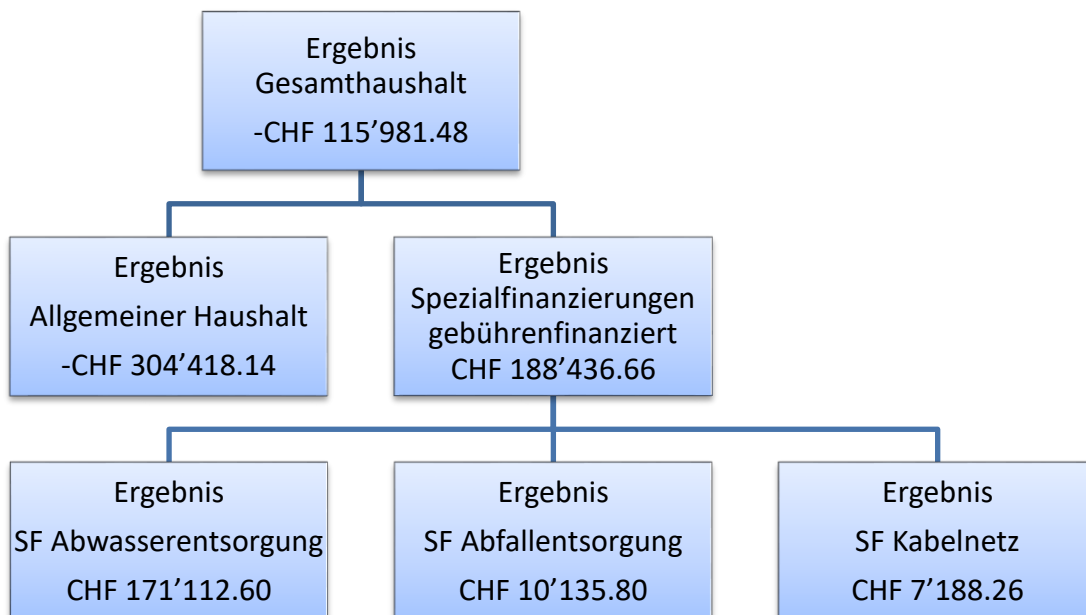 Ergebnis
Gesamthaushalt
-CHF 115’981.48
Ergebnis
Allgemeiner Haushalt
-CHF 304’418.14
Ergebnis
Spezialfinanzierungen
gebührenfinanziert
CHF 188’436.66
Ergebnis
SF Abwasserentsorgung
CHF 171’112.60
Ergebnis
SF Abfallentsorgung
CHF 10’135.80
Ergebnis
SF Kabelnetz
CHF 7’188.26